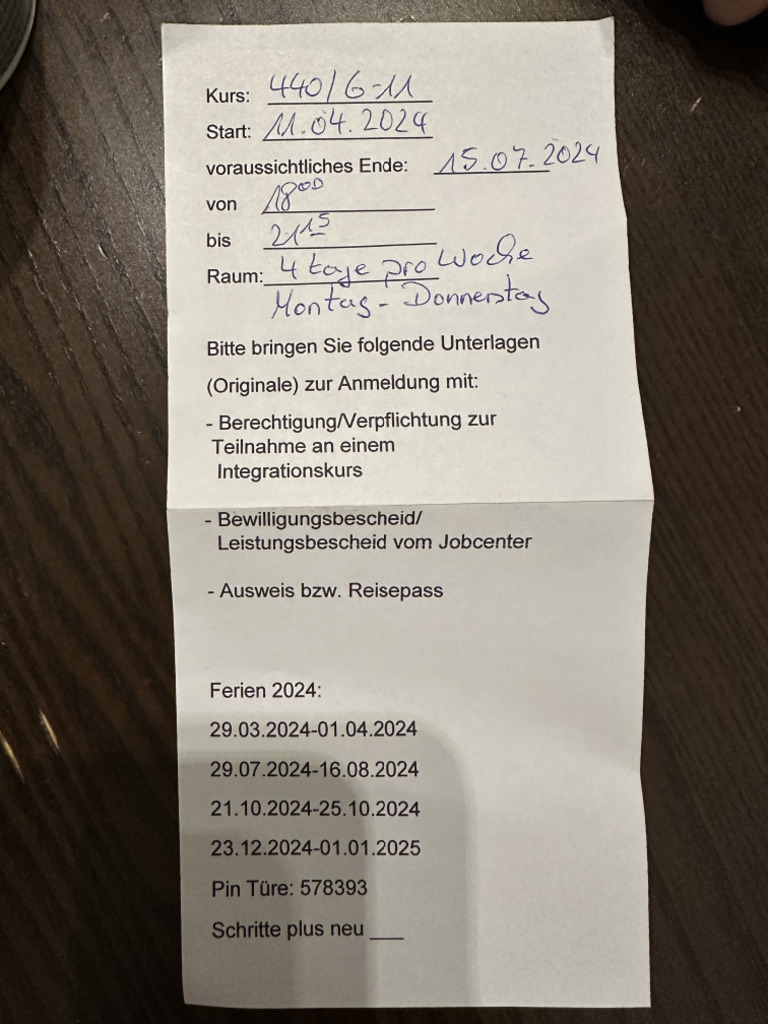 Kurs: 440/G-11
Start: 11.04.2024
voraussichtliches Ende: 15.07.2024
von 18ºº
bis 21¹⁵
Raum: 4 tage pro Woche
Montag - Donnerstag
Bitte bringen Sie folgende Unterlagen
(Originale) zur Anmeldung mit:
- Berechtigung/Verpflichtung zur
Teilnahme an einem
Integrationskurs
- Bewilligungsbescheid/
Leistungsbescheid vom Jobcenter
- Ausweis bzw. Reisepass
Ferien 2024:
29.03.2024-01.04.2024
29.07.2024-16.08.2024
21.10.2024-25.10.2024
23.12.2024-01.01.2025
Pin Türe: 578393
Schritte plus neu ___